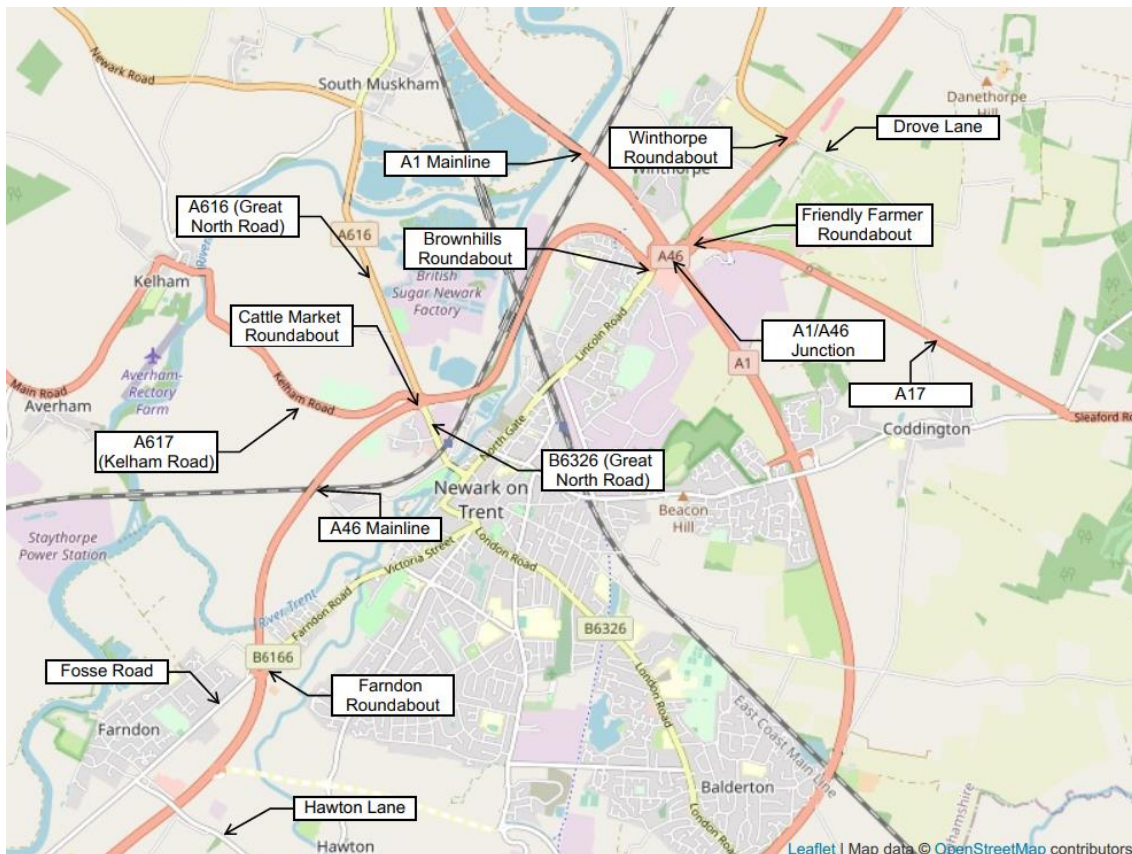 Newark Road
South Muskham
Danethorpe
Hill
Drove Lane
Winthorpe
Roundabout
A1 Mainline
Winthorpe
A616 (Great
North Road)
Friendly Farmer
Roundabout
A616
Brownhills
Roundabout
A46
River
Kelham
British
Sugar Newark
Factory
Cattle Market
Roundabout
Lincoln Road
A1/A46
Junction
A1
Averham-
Rectory
Farm
Main Road
Averham
Kelham Road
A17
Sleaford Ro
Coddington
A617
(Kelham Road)
North Gate
B6326 (Great
North Road)
Newark on
Trent
Beacon
Hill
A46 Mainline
Staythorpe
Power Station
Victoria Street
London Road
River Trent
Farndon Road
B6326
B6166
Fosse Road
Farndon
Roundabout
London Road
Farndon
East Coast Main Line
Balderton
Hawton Lane
Hawton
London Road
hamshire
Leaflet | Map data © OpenStreetMap contributors